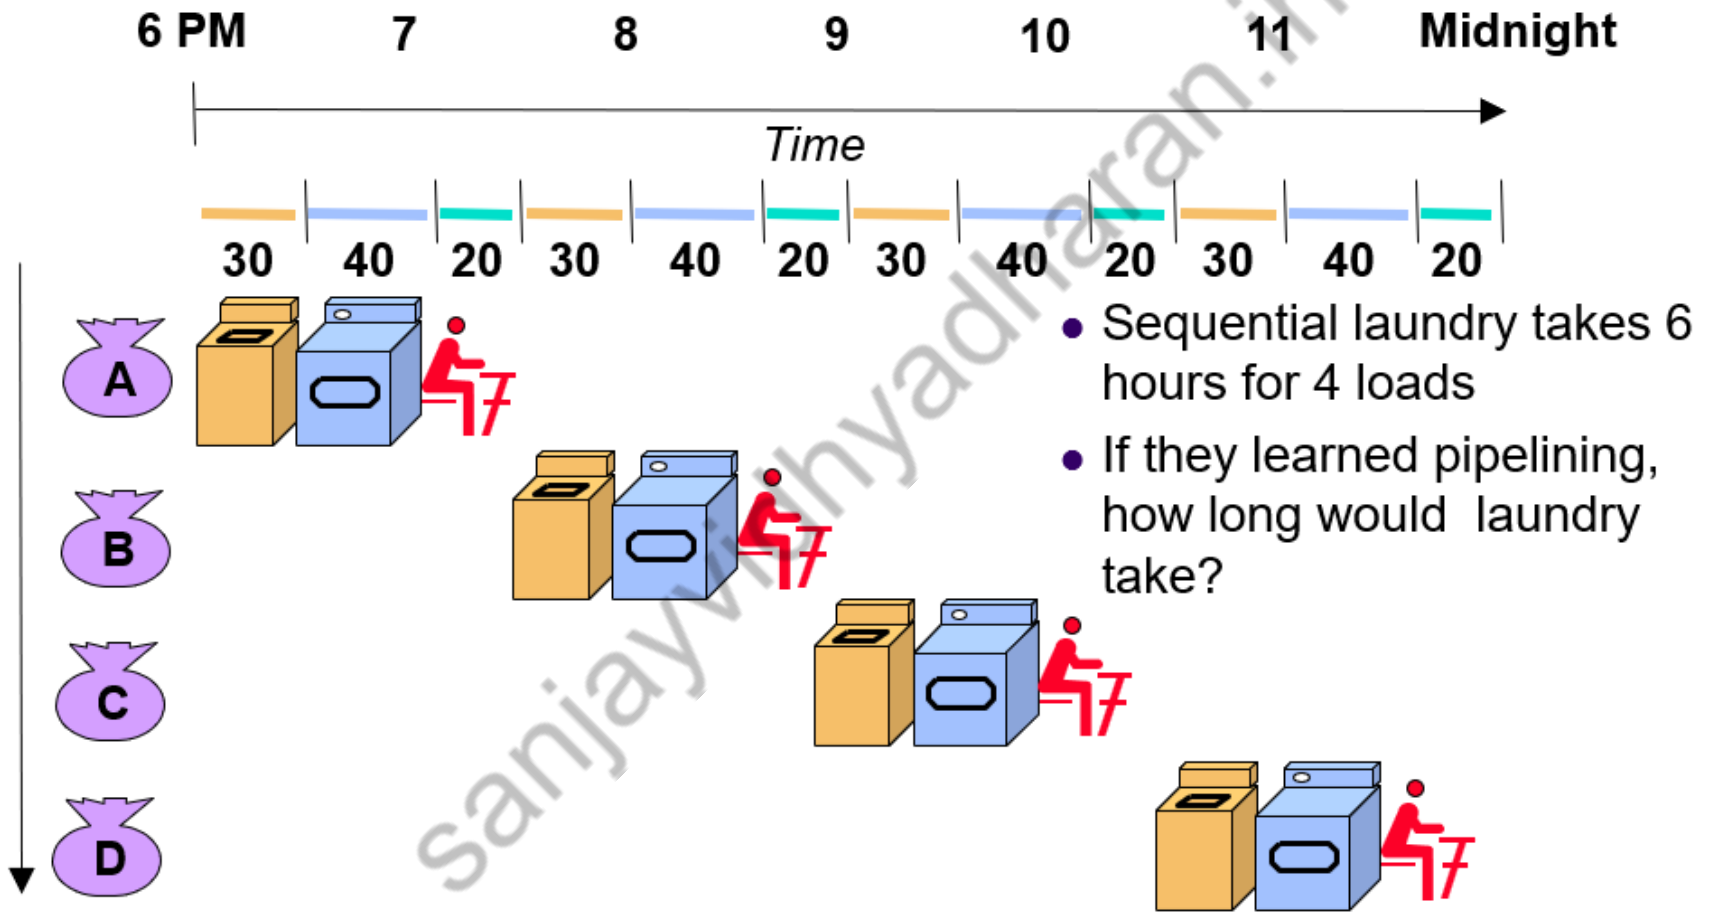 6 PM 7 8 9 10 11 Midnight
Time
30 40 20 30 40 20 30 40 20 30 40 20
A
B
C
D
● Sequential laundry takes 6
hours for 4 loads
● If they learned pipelining,
how long would laundry
take?
sanjayvidhyadharan.in